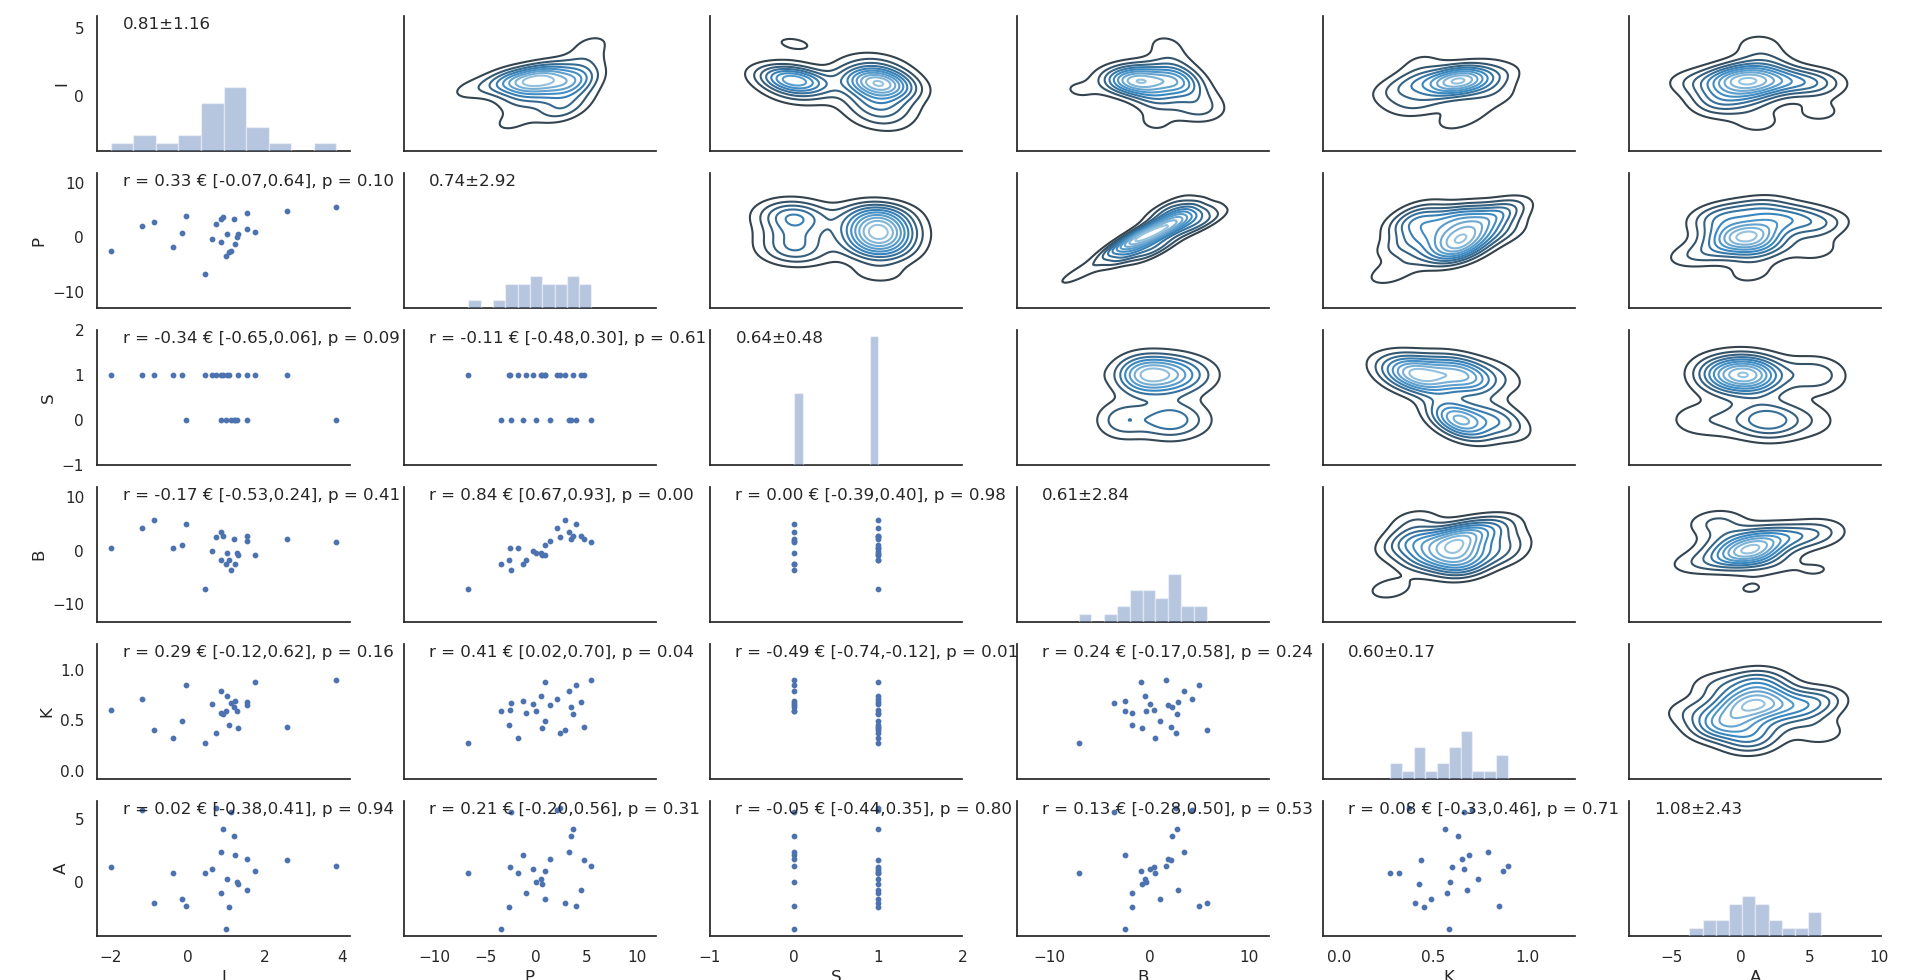 5
0.81±1.16
I
0
10
r = 0.33 € [-0.07,0.64], p = 0.10
0.74±2.92
P
0
−10
2
r = -0.34 € [-0.65,0.06], p = 0.09
r = -0.11 € [-0.48,0.30], p = 0.61
0.64±0.48
1
S
0
−1
10
r = -0.17 € [-0.53,0.24], p = 0.41
r = 0.84 € [0.67,0.93], p = 0.00
r = 0.00 € [-0.39,0.40], p = 0.98
0.61±2.84
B
0
−10
r = 0.29 € [-0.12,0.62], p = 0.16
r = 0.41 € [0.02,0.70], p = 0.04
r = -0.49 € [-0.74,-0.12], p = 0.01
r = 0.24 € [-0.17,0.58], p = 0.24
0.60±0.17
1.0
K
0.5
0.0
r = 0.02 € [-0.38,0.41], p = 0.94
r = 0.21 € [-0.20,0.56], p = 0.31
r = -0.05 € [-0.44,0.35], p = 0.80
r = 0.13 € [-0.28,0.50], p = 0.53
r = 0.08 € [-0.33,0.46], p = 0.71
1.08±2.43
5
A
0
−2 0 2 4
−10 −5 0 5 10
−1 0 1 2
−10 0 10
0.0 0.5 1.0
−5 0 5 10
I P S B K A